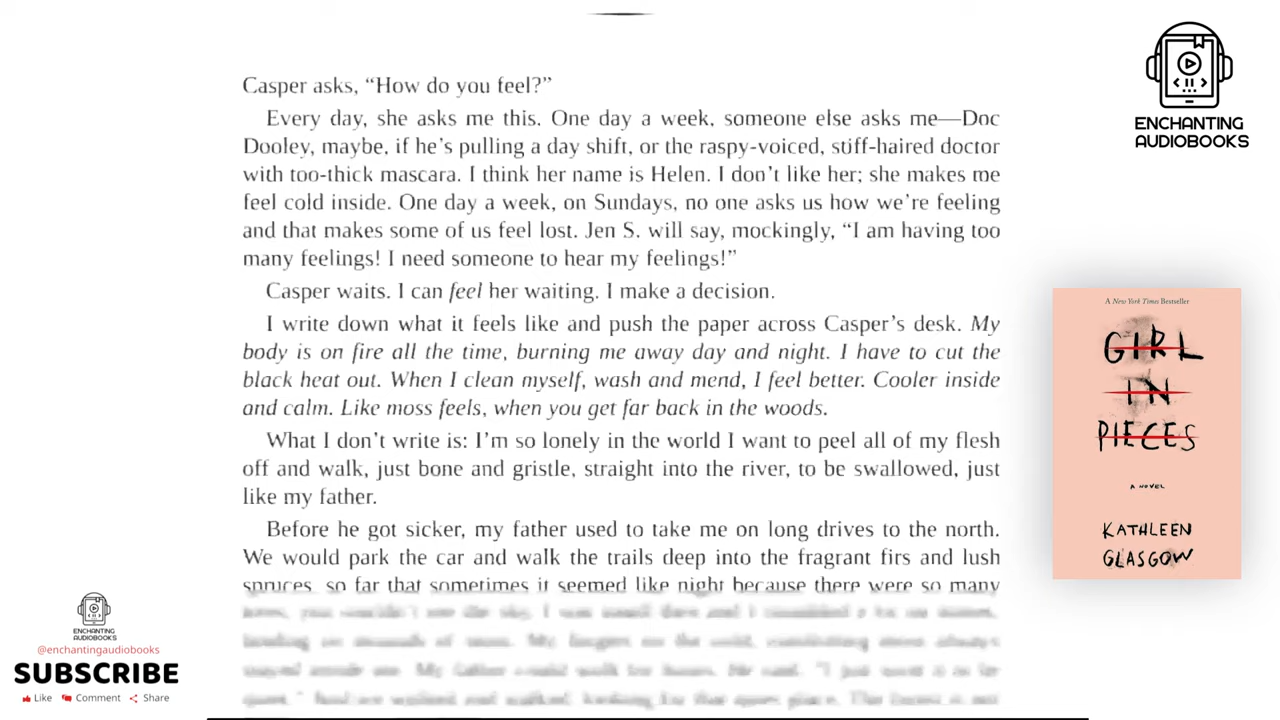 Casper asks, “How do you feel?”
Every day, she asks me this. One day a week, someone else asks me—Doc
Dooley, maybe, if he’s pulling a day shift, or the raspy-voiced, stiff-haired doctor
with too-thick mascara. I think her name is Helen. I don’t like her; she makes me
feel cold inside. One day a week, on Sundays, no one asks us how we’re feeling
and that makes some of us feel lost. Jen S. will say, mockingly, “I am having too
many feelings! I need someone to hear my feelings!”
Casper waits. I can feel her waiting. I make a decision.
I write down what it feels like and push the paper across Casper’s desk. My
body is on fire all the time, burning me away day and night. I have to cut the
black heat out. When I clean myself, wash and mend, I feel better. Cooler inside
and calm. Like moss feels, when you get far back in the woods.
What I don’t write is: I’m so lonely in the world I want to peel all of my flesh
off and walk, just bone and gristle, straight into the river, to be swallowed, just
like my father.
Before he got sicker, my father used to take me on long drives to the north.
We would park the car and walk the trails deep into the fragrant firs and lush
spruces, so far that sometimes it seemed like night because there were so many
ENCHANTING
AUDIOBOOKS
A New York Times Bestseller
GIRL
IN
PIECES
A NOVEL
KATHLEEN
GLASGOW
ENCHANTING
AUDIOBOOKS
@enchantingaudiobooks
SUBSCRIBE
Like Comment Share